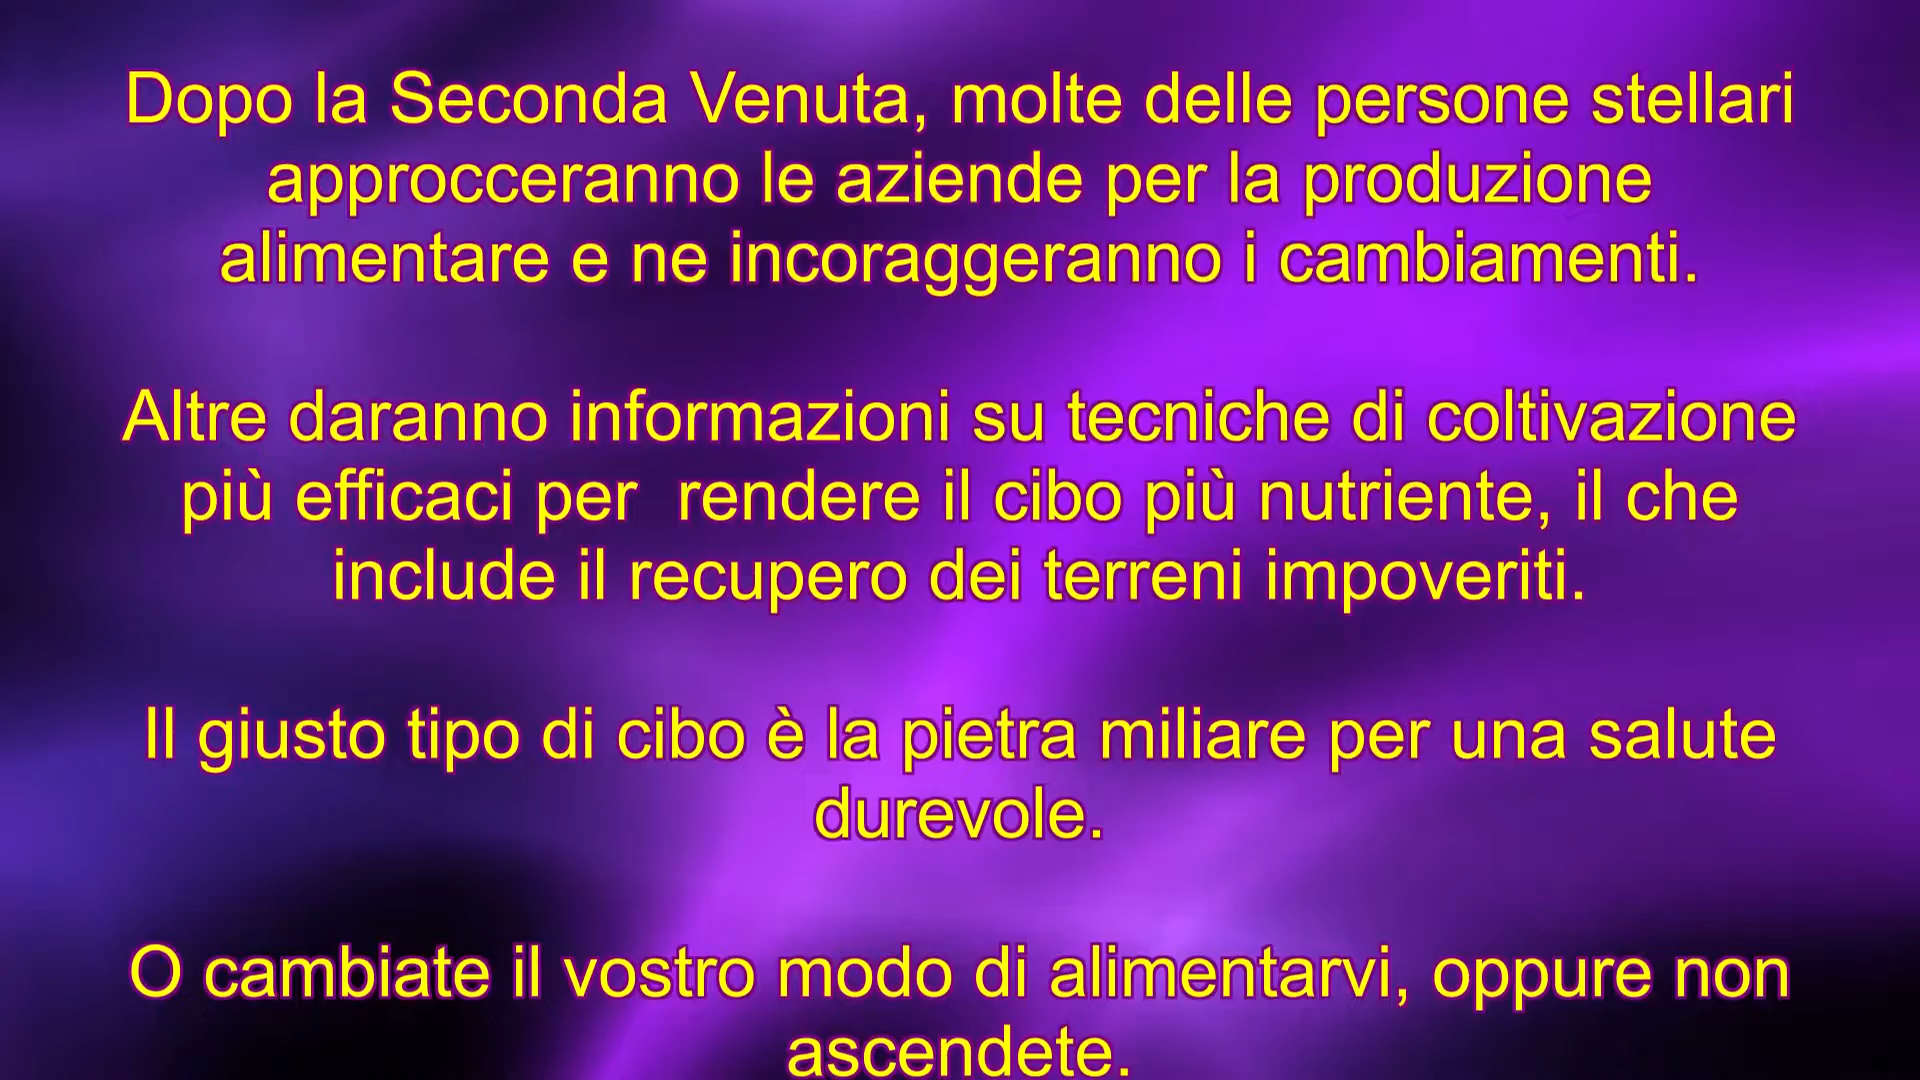 Dopo la Seconda Venuta, molte delle persone stellari
approcceranno le aziende per la produzione
alimentare e ne incoraggeranno i cambiamenti.
Altre daranno informazioni su tecniche di coltivazione
più efficaci per  rendere il cibo più nutriente, il che
include il recupero dei terreni impoveriti.
Il giusto tipo di cibo è la pietra miliare per una salute
durevole.
O cambiate il vostro modo di alimentarvi, oppure non
ascendete.